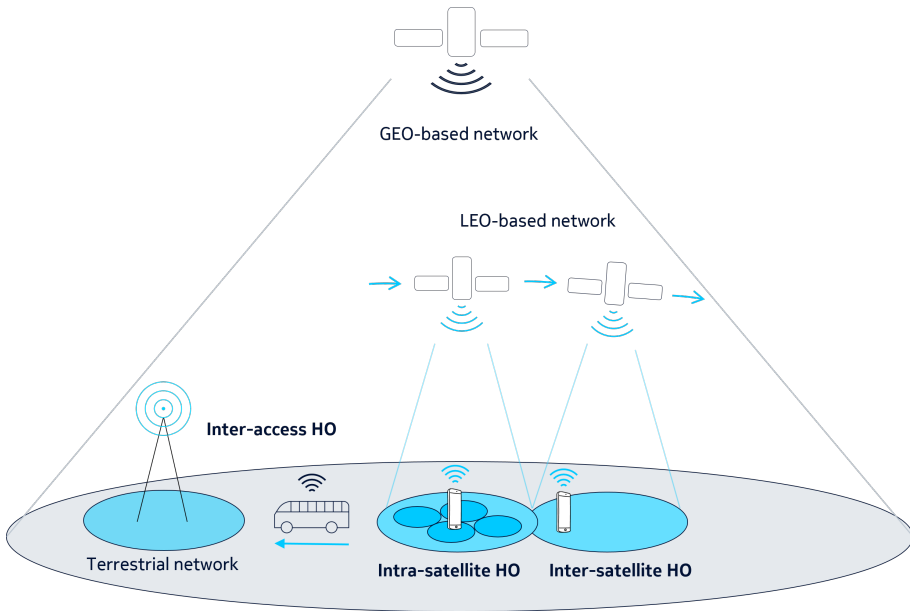 GEO-based network
LEO-based network
Inter-access HO
Terrestrial network
Intra-satellite HO
Inter-satellite HO